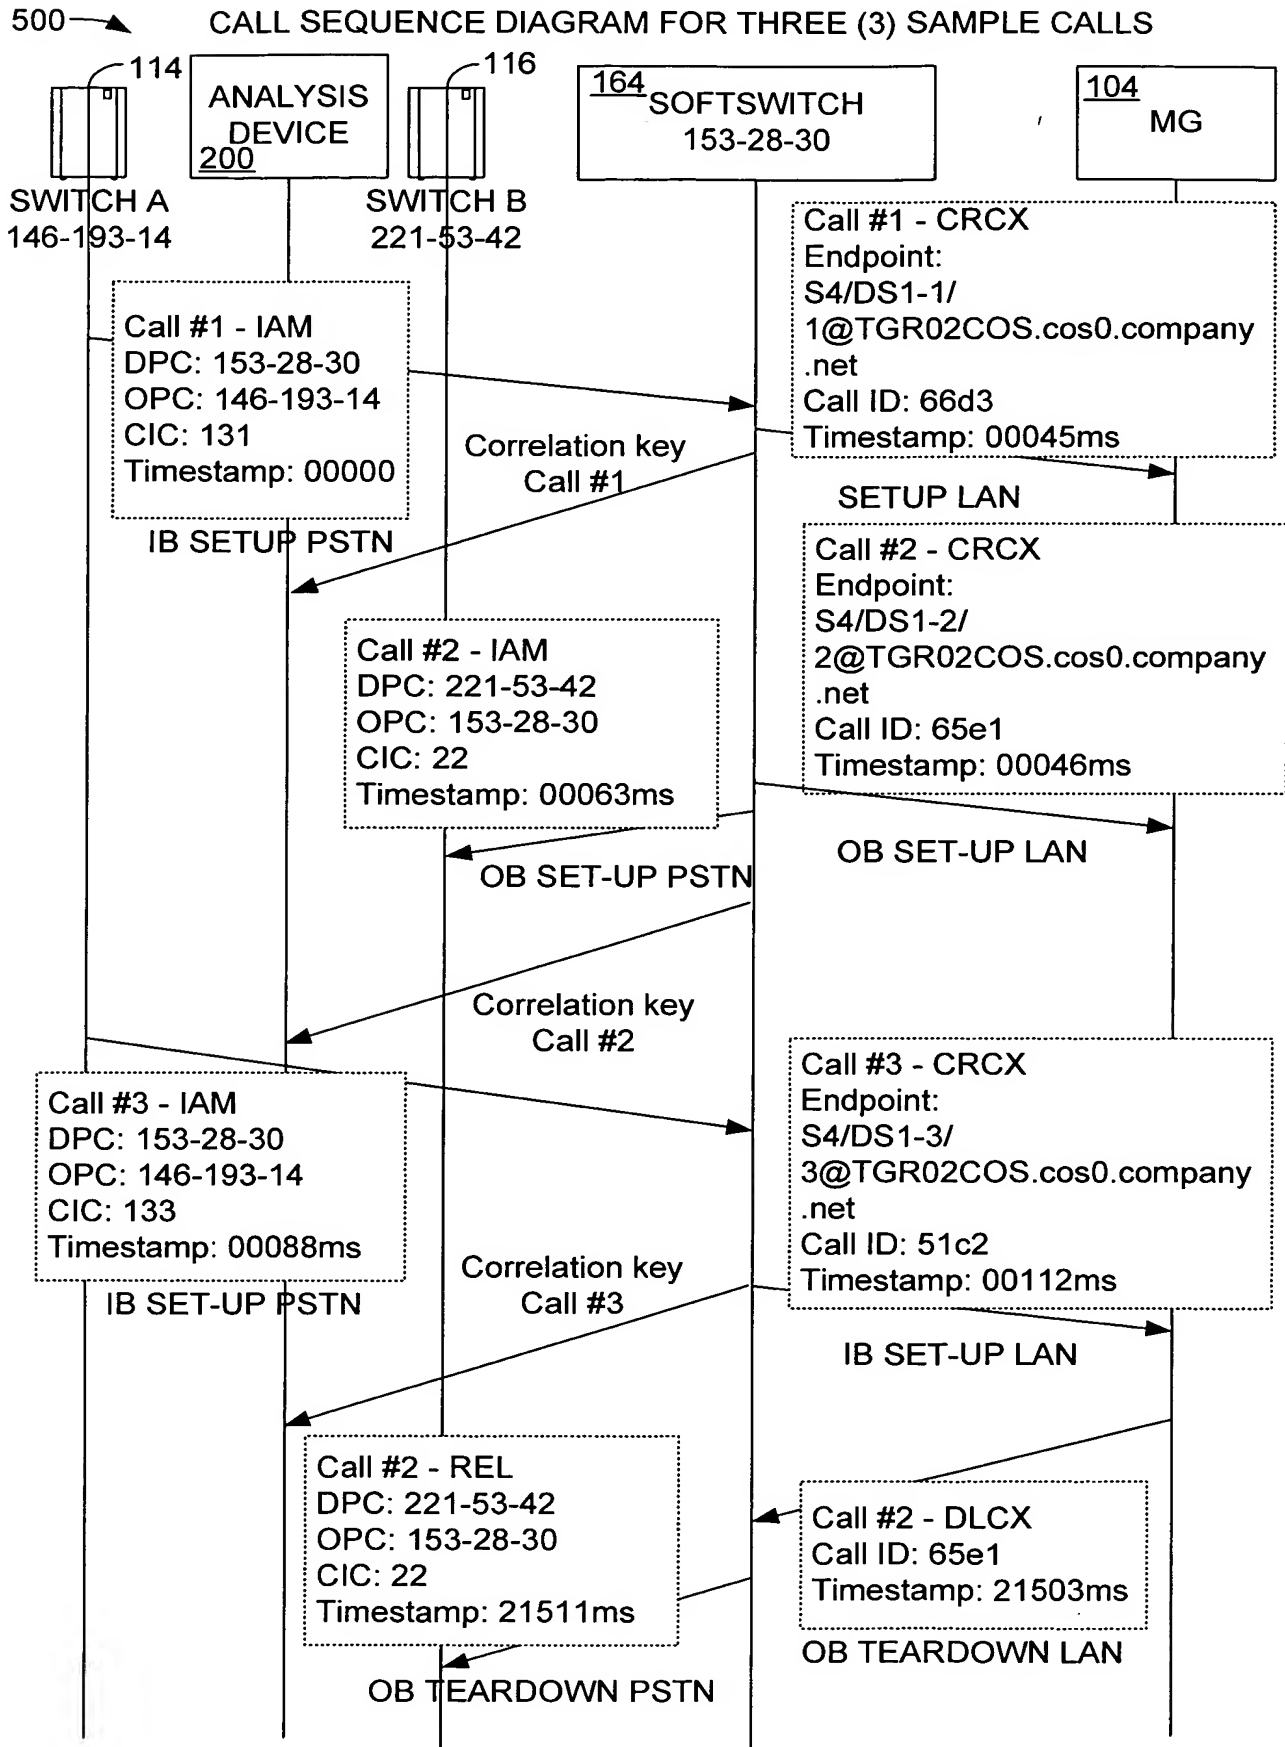 500
CALL SEQUENCE DIAGRAM FOR THREE (3) SAMPLE CALLS
114
ANALYSIS
DEVICE
200
116
164
SOFTSWITCH
153-28-30
104
MG
SWITCH A
146-193-14
SWITCH B
221-53-42
Call #1 - CRCX
Endpoint:
S4/DS1-1/
1@TGR02COS.cos0.company
.net
Call ID: 66d3
Timestamp: 00045ms
Call #1 - IAM
DPC: 153-28-30
OPC: 146-193-14
CIC: 131
Timestamp: 00000
Correlation key
Call #1
SETUP LAN
IB SETUP PSTN
Call #2 - CRCX
Endpoint:
S4/DS1-2/
2@TGR02COS.cos0.company
.net
Call ID: 65e1
Timestamp: 00046ms
Call #2 - IAM
DPC: 221-53-42
OPC: 153-28-30
CIC: 22
Timestamp: 00063ms
OB SET-UP LAN
OB SET-UP PSTN
Correlation key
Call #2
Call #3 - CRCX
Endpoint:
S4/DS1-3/
3@TGR02COS.cos0.company
.net
Call ID: 51c2
Timestamp: 00112ms
Call #3 - IAM
DPC: 153-28-30
OPC: 146-193-14
CIC: 133
Timestamp: 00088ms
Correlation key
Call #3
IB SET-UP PSTN
IB SET-UP LAN
Call #2 - REL
DPC: 221-53-42
OPC: 153-28-30
CIC: 22
Timestamp: 21511ms
Call #2 - DLCX
Call ID: 65e1
Timestamp: 21503ms
OB TEARDOWN LAN
OB TEARDOWN PSTN